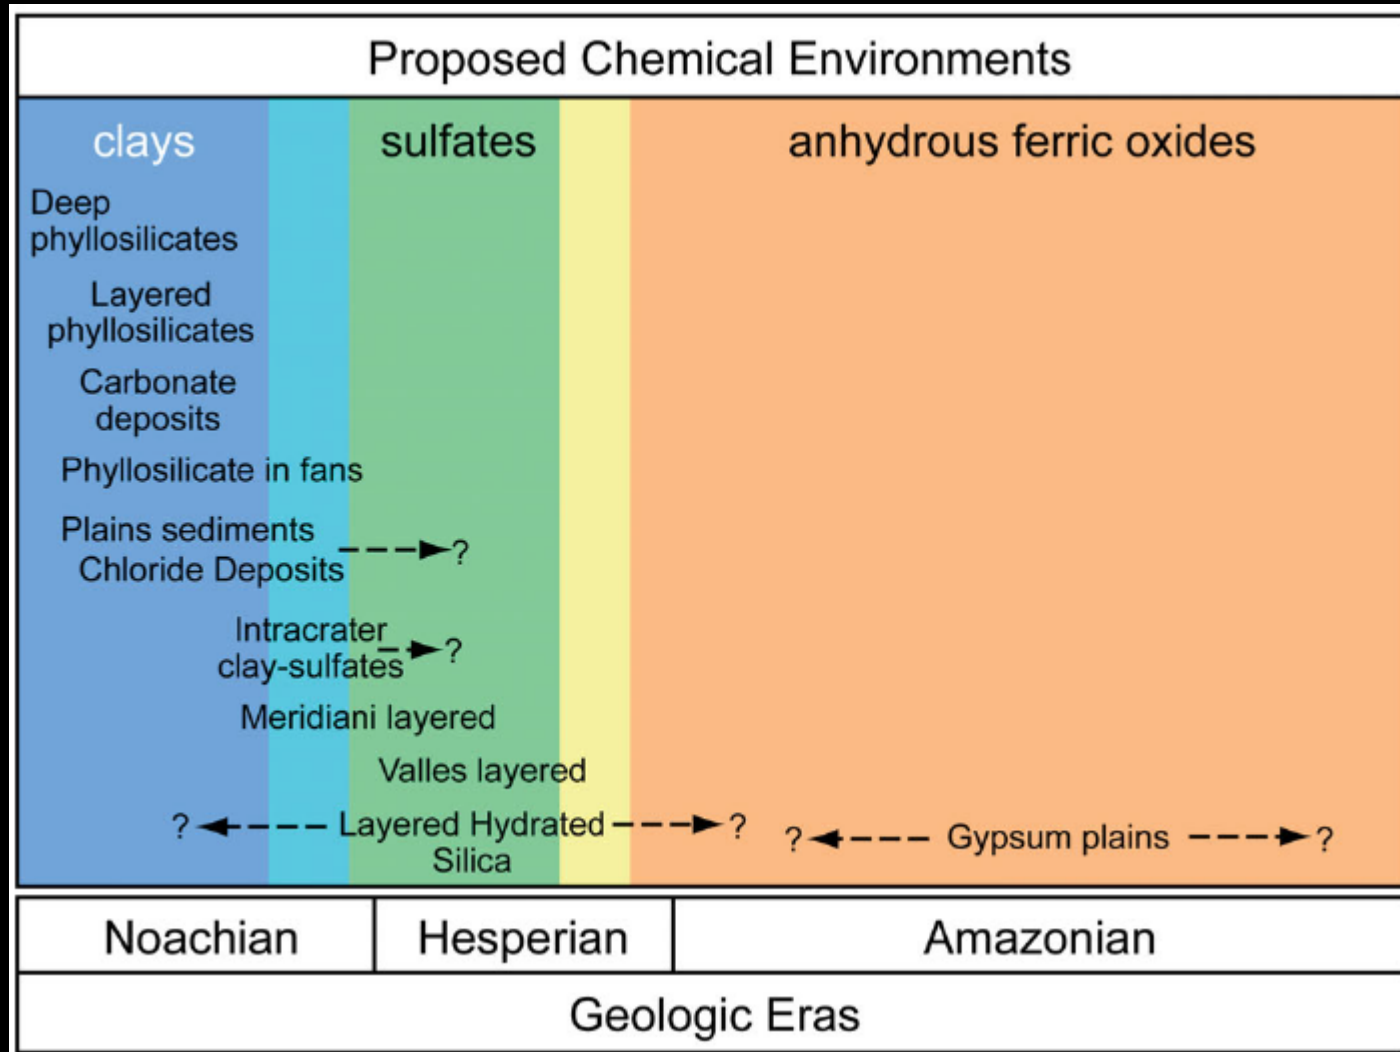 Proposed Chemical Environments
clays
sulfates
anhydrous ferric oxides
Deep
phyllosilicates
Layered
phyllosilicates
Carbonate
deposits
Phyllosilicate in fans
Plains sediments
Chloride Deposits
?
Intracrater
clay-sulfates
?
Meridiani layered
Valles layered
? Layered Hydrated ?
Silica
? Gypsum plains ?
Noachian
Hesperian
Amazonian
Geologic Eras